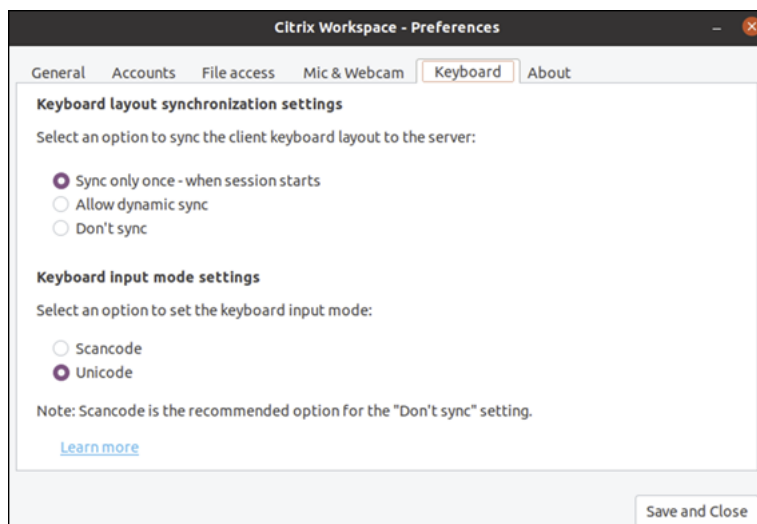 Citrix Workspace - Preferences
General Accounts File access Mic & Webcam Keyboard About
Keyboard layout synchronization settings
Select an option to sync the client keyboard layout to the server:
Sync only once - when session starts
Allow dynamic sync
Don't sync
Keyboard input mode settings
Select an option to set the keyboard input mode:
Scancode
Unicode
Note: Scancode is the recommended option for the "Don't sync" setting.
Learn more
Save and Close